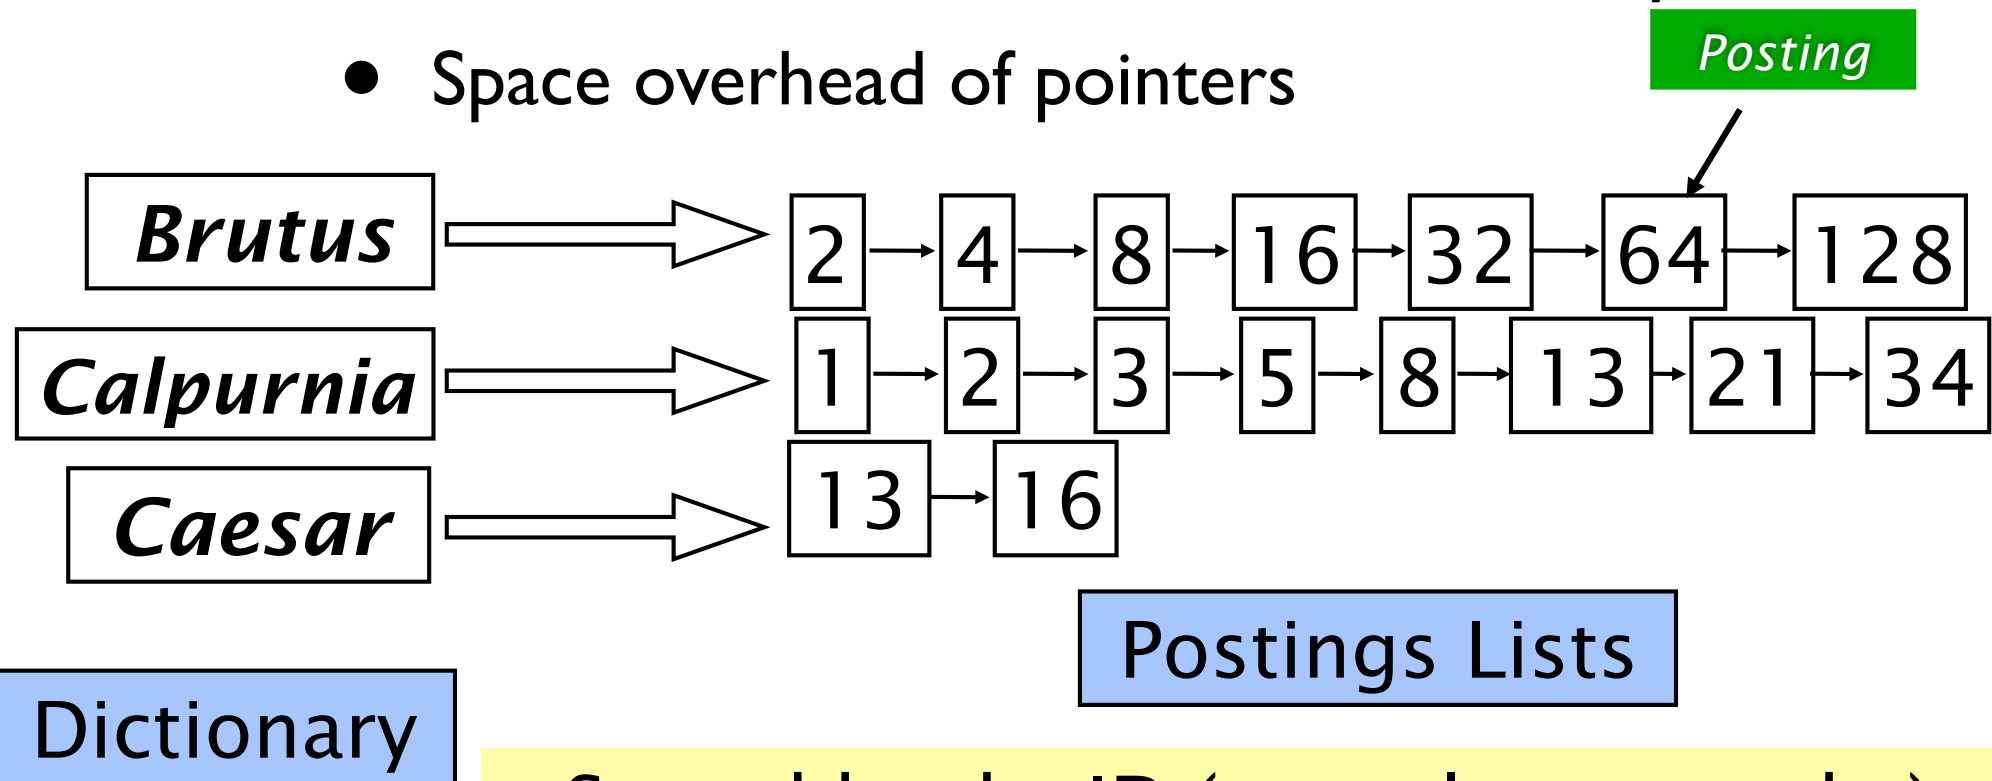 Posting
• Space overhead of pointers
Brutus 2 4 8 16 32 64 128
Calpurnia 1 2 3 5 8 13 21 34
Caesar 13 16
Postings Lists
Dictionary